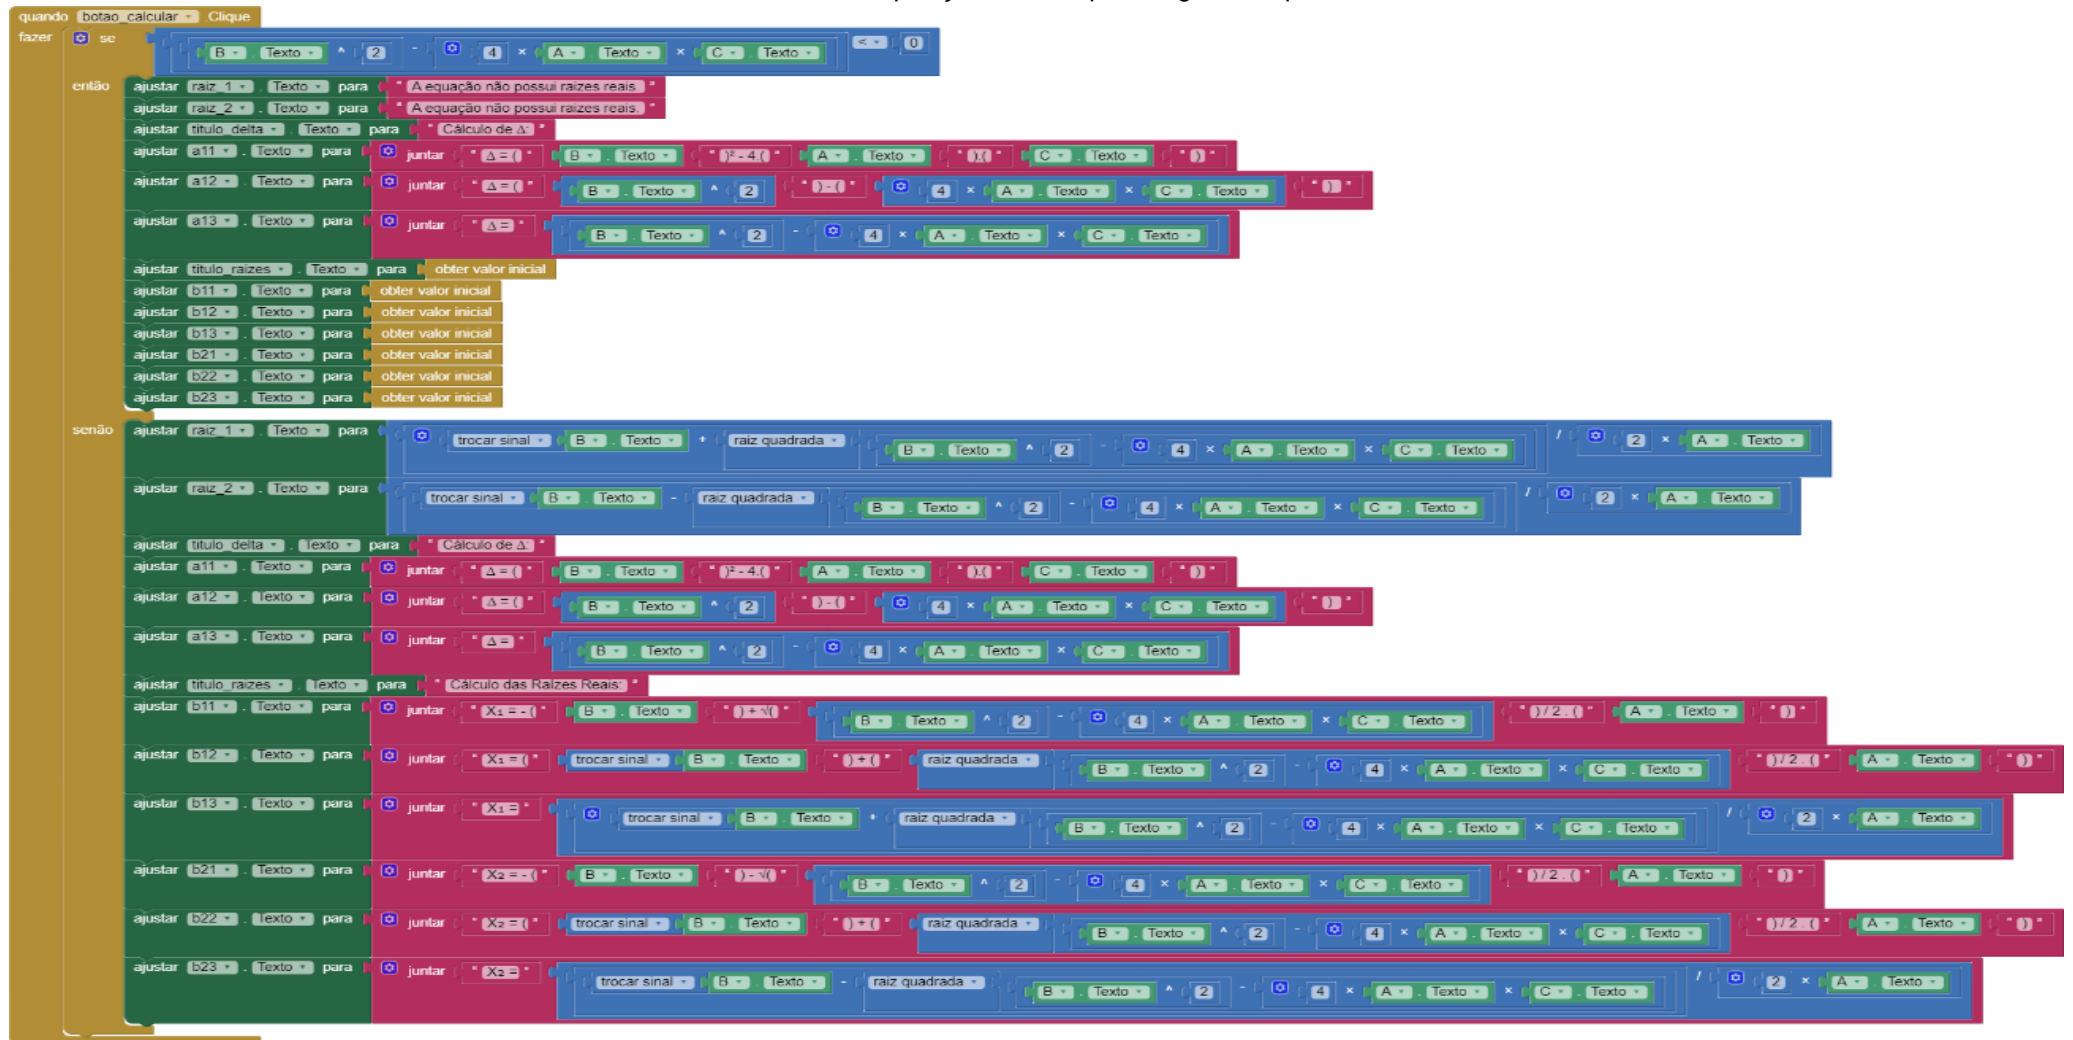 quando botao_calcular .Clique
fazer se B . Texto ^ 2 - 4 × A . Texto × C . Texto < 0
então ajustar raiz_1 . Texto para " A equação não possui raizes reais. "
ajustar raiz_2 . Texto para " A equação não possui raizes reais. "
ajustar titulo_delta . Texto para " Cálculo de Δ: "
ajustar a11 . Texto para juntar " Δ = ( " B . Texto " )² - 4.( " A . Texto " ).( " C . Texto " ) "
ajustar a12 . Texto para juntar " Δ = ( " B . Texto ^ 2 " ) - ( " 4 × A . Texto × C . Texto " ) "
ajustar a13 . Texto para juntar " Δ = " B . Texto ^ 2 - 4 × A . Texto × C . Texto
ajustar titulo_raizes . Texto para obter valor inicial
ajustar b11 . Texto para obter valor inicial
ajustar b12 . Texto para obter valor inicial
ajustar b13 . Texto para obter valor inicial
ajustar b21 . Texto para obter valor inicial
ajustar b22 . Texto para obter valor inicial
ajustar b23 . Texto para obter valor inicial
senão ajustar raiz_1 . Texto para trocar sinal B . Texto + raiz quadrada B . Texto ^ 2 - 4 × A . Texto × C . Texto / 2 × A . Texto
ajustar raiz_2 . Texto para trocar sinal B . Texto - raiz quadrada B . Texto ^ 2 - 4 × A . Texto × C . Texto / 2 × A . Texto
ajustar titulo_delta . Texto para " Cálculo de Δ: "
ajustar a11 . Texto para juntar " Δ = ( " B . Texto " )² - 4.( " A . Texto " ).( " C . Texto " ) "
ajustar a12 . Texto para juntar " Δ = ( " B . Texto ^ 2 " ) - ( " 4 × A . Texto × C . Texto " ) "
ajustar a13 . Texto para juntar " Δ = " B . Texto ^ 2 - 4 × A . Texto × C . Texto
ajustar titulo_raizes . Texto para " Cálculo das Raízes Reais: "
ajustar b11 . Texto para juntar " X₁ = - ( " B . Texto " ) + √( " B . Texto ^ 2 - 4 × A . Texto × C . Texto " ) / 2 . ( " A . Texto " ) "
ajustar b12 . Texto para juntar " X₁ = ( " trocar sinal B . Texto " ) + ( " raiz quadrada B . Texto ^ 2 - 4 × A . Texto × C . Texto " ) / 2 . ( " A . Texto " ) "
ajustar b13 . Texto para juntar " X₁ = " trocar sinal B . Texto + raiz quadrada B . Texto ^ 2 - 4 × A . Texto × C . Texto / 2 × A . Texto
ajustar b21 . Texto para juntar " X₂ = - ( " B . Texto " ) - √( " B . Texto ^ 2 - 4 × A . Texto × C . Texto " ) / 2 . ( " A . Texto " ) "
ajustar b22 . Texto para juntar " X₂ = ( " trocar sinal B . Texto " ) + ( " raiz quadrada B . Texto ^ 2 - 4 × A . Texto × C . Texto " ) / 2 . ( " A . Texto " ) "
ajustar b23 . Texto para juntar " X₂ = " trocar sinal B . Texto - raiz quadrada B . Texto ^ 2 - 4 × A . Texto × C . Texto / 2 × A . Texto